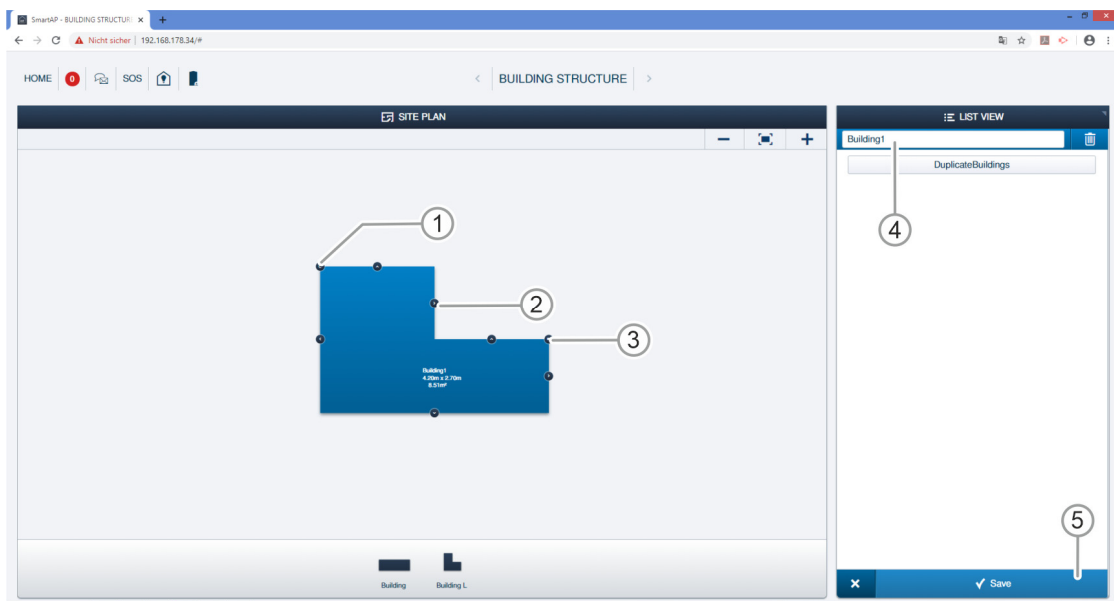 SmartAP - BUILDING STRUCTUR
Nicht sicher | 192.168.178.34/#
HOME 0 SOS
BUILDING STRUCTURE
SITE PLAN
LIST VIEW
Building1
DuplicateBuildings
1
4
2
3
Building1
4.20m x 2.70m
8.51m²
5
Building Building L
Save